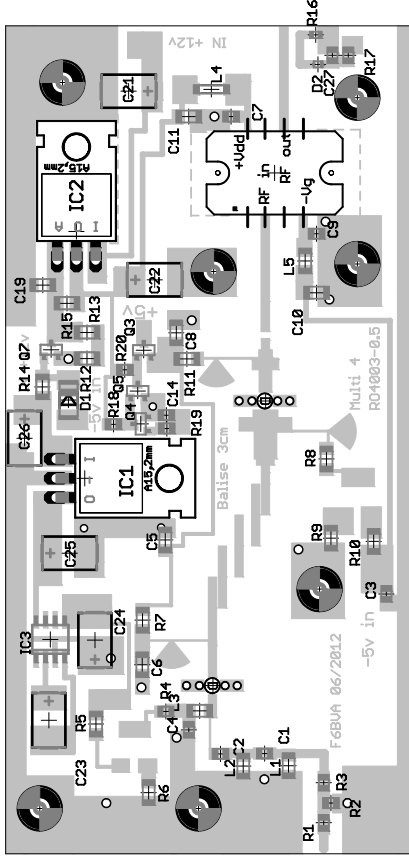 R16
IN +12v
L4
C21
D2
C27
R17
C7
C11
+Vdd
out
A15,2mm
IC2
in
RF
RF
-Vg
I
A
C9
L5
C19
C22
C10
+5v
R15
R13
Q3
R14
Q2
R20
C8
R12
R11
D1
Q5
-5v in
R18
Q4
C14
R19
C26
Multi 4
RO4003-0.5
I
IC1
A15,2mm
O
R8
Balise 3cm
C5
C25
R9
R10
C3
C24
R7
IC3
-5v in
C6
F6BVA 06/2012
R5
R4
L3
C4
C23
C2
C1
L2
L1
R6
R3
R2
R1